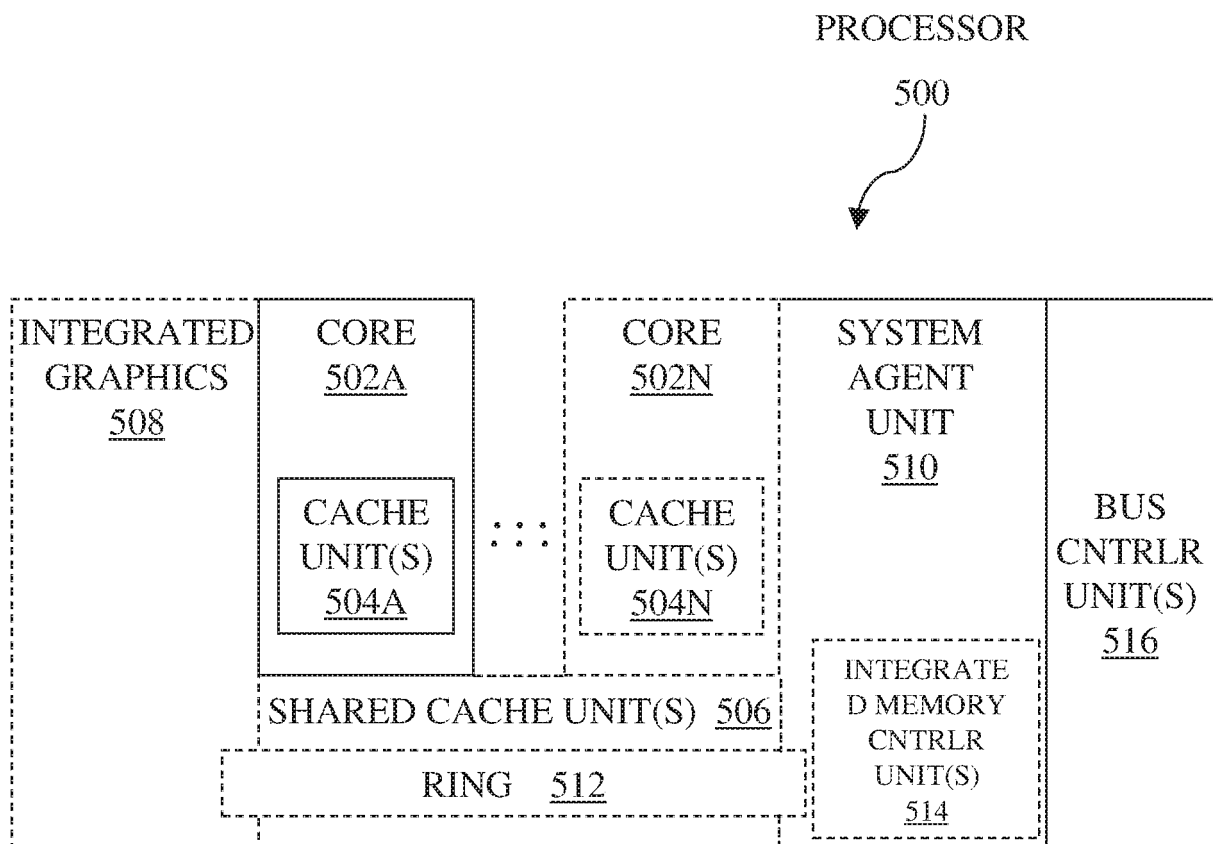 PROCESSOR
500
INTEGRATED
GRAPHICS
508
CORE
502A
CACHE
UNIT(S)
504A
CORE
502N
CACHE
UNIT(S)
504N
SYSTEM
AGENT
UNIT
510
BUS
CNTRLR
UNIT(S)
516
SHARED CACHE UNIT(S) 506
RING 512
INTEGRATE
D MEMORY
CNTRLR
UNIT(S)
514